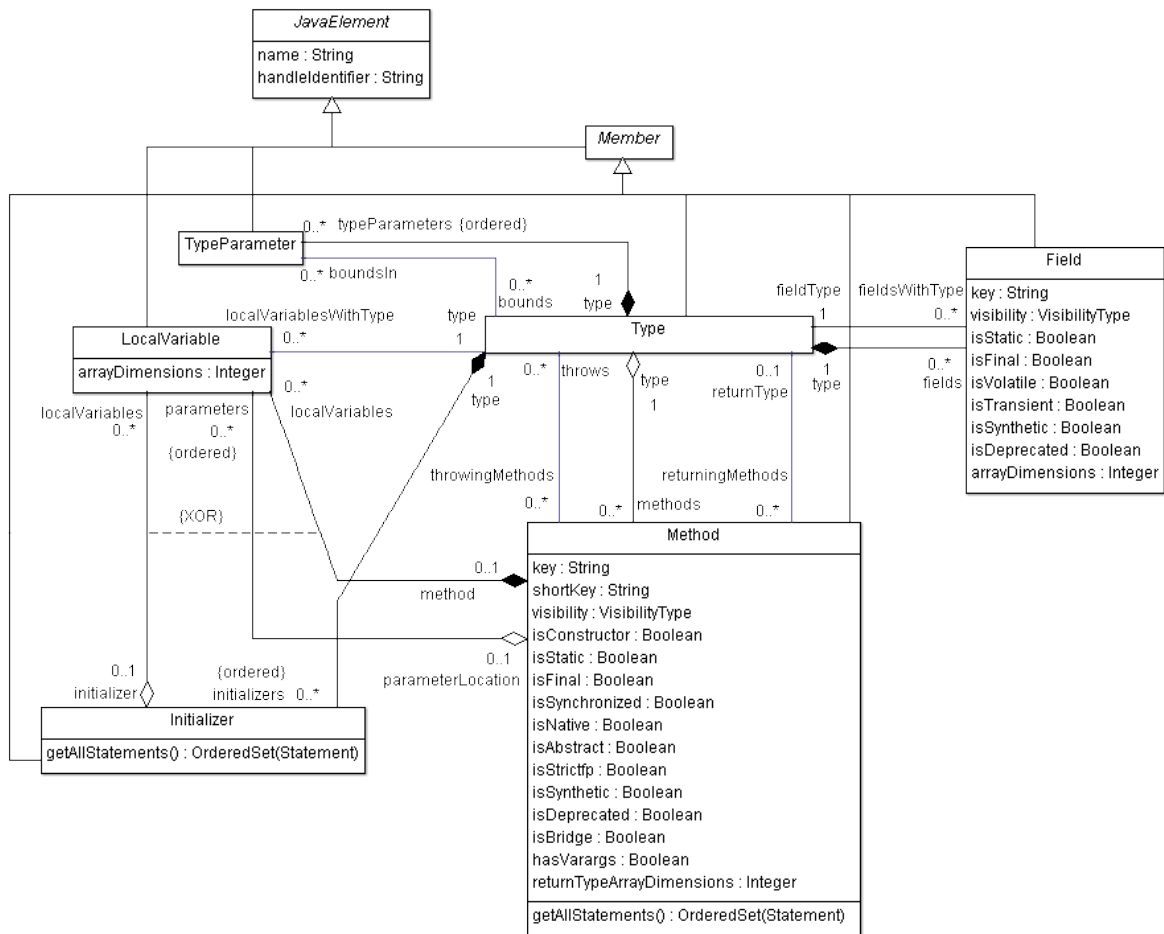 JavaElement
name : String
handleIdentifier : String
Member
0..* typeParameters {ordered}
TypeParameter
0..* boundsIn
0..*
bounds
1
type
Field
key : String
visibility : VisibilityType
isStatic : Boolean
isFinal : Boolean
isVolatile : Boolean
isTransient : Boolean
isSynthetic : Boolean
isDeprecated : Boolean
arrayDimensions : Integer
fieldType
1
fieldsWithType
0..*
localVariablesWithType
0..*
type
1
Type
LocalVariable
arrayDimensions : Integer
0..*
localVariables
1
type
0..*
throws
type
1
0..1
returnType
1
type
0..*
fields
localVariables
0..*
parameters
0..*
{ordered}
throwingMethods
0..*
0..*
methods
returningMethods
0..*
{XOR}
Method
key : String
shortKey : String
visibility : VisibilityType
isConstructor : Boolean
isStatic : Boolean
isFinal : Boolean
isSynchronized : Boolean
isNative : Boolean
isAbstract : Boolean
isStrictfp : Boolean
isSynthetic : Boolean
isDeprecated : Boolean
isBridge : Boolean
hasVarargs : Boolean
returnTypeArrayDimensions : Integer
getAllStatements() : OrderedSet(Statement)
0..1
method
0..1
parameterLocation
0..1
initializer
{ordered}
initializers 0..*
Initializer
getAllStatements() : OrderedSet(Statement)